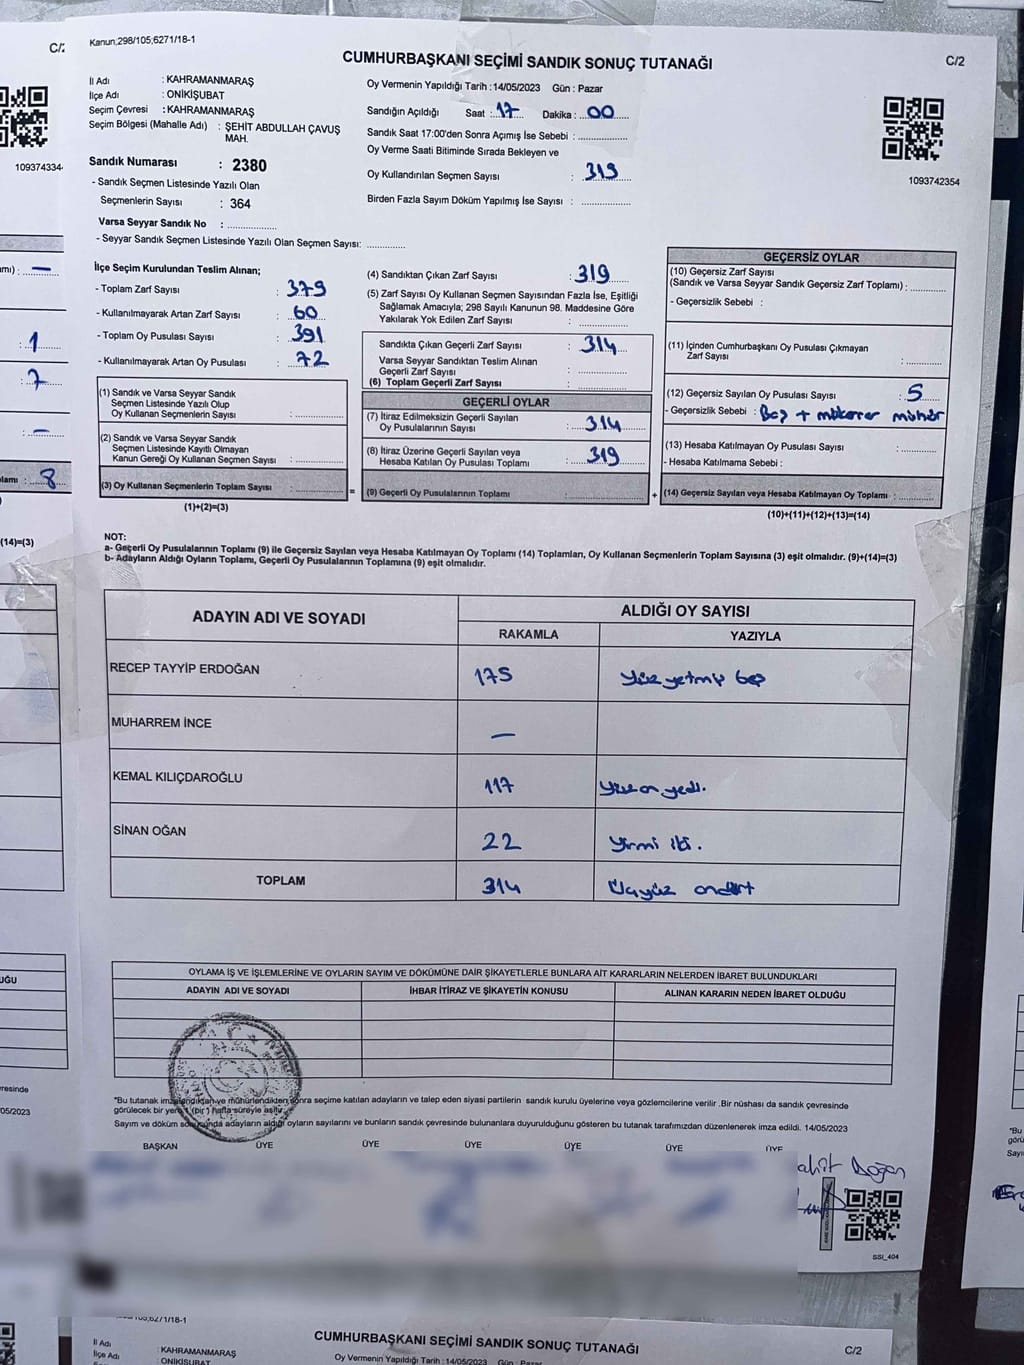 Kanun,298/105,6271/18-1
C/2
CUMHURBAŞKANI SEÇİMİ SANDIK SONUÇ TUTANAĞI
C/2
İl Adı : KAHRAMANMARAŞ
İlçe Adı : ONİKİŞUBAT
Seçim Çevresi : KAHRAMANMARAŞ
Seçim Bölgesi (Mahalle Adı) : ŞEHİT ABDULLAH ÇAVUŞ
MAH.
Sandık Numarası : 2380
- Sandık Seçmen Listesinde Yazılı Olan
Seçmenlerin Sayısı : 364
Varsa Seyyar Sandık No :
- Seyyar Sandık Seçmen Listesinde Yazılı Olan Seçmen Sayısı:
Oy Vermenin Yapıldığı Tarih : 14/05/2023 Gün : Pazar
Sandığın Açıldığı Saat : 17 Dakika : 00
Sandık Saat 17:00'den Sonra Açımış İse Sebebi :
Oy Verme Saati Bitiminde Sırada Bekleyen ve
Oy Kullandırılan Seçmen Sayısı : 319
Birden Fazla Sayım Döküm Yapılmış İse Sayısı :
109374334
1093742354
İlçe Seçim Kurulundan Teslim Alınan;
- Toplam Zarf Sayısı : 379
- Kullanılmayarak Artan Zarf Sayısı : 60
- Toplam Oy Pusulası Sayısı : 391
- Kullanılmayarak Artan Oy Pusulası : 72
(1) Sandık ve Varsa Seyyar Sandık
Seçmen Listesinde Yazılı Olup
Oy Kullanan Seçmenlerin Sayısı :
(2) Sandık ve Varsa Seyyar Sandık
Seçmen Listesinde Kayıtlı Olmayan
Kanun Gereği Oy Kullanan Seçmen Sayısı :
(3) Oy Kullanan Seçmenlerin Toplam Sayısı :
(1)+(2)=(3)
(4) Sandıktan Çıkan Zarf Sayısı : 319
(5) Zarf Sayısı Oy Kullanan Seçmen Sayısından Fazla İse, Eşitliği
Sağlamak Amacıyla; 298 Sayılı Kanunun 98. Maddesine Göre
Yakılarak Yok Edilen Zarf Sayısı :
Sandıkta Çıkan Geçerli Zarf Sayısı : 314
Varsa Seyyar Sandıktan Teslim Alınan
Geçerli Zarf Sayısı :
(6) Toplam Geçerli Zarf Sayısı :
GEÇERLİ OYLAR
(7) İtiraz Edilmeksizin Geçerli Sayılan
Oy Pusulalarının Sayısı : 314
(8) İtiraz Üzerine Geçerli Sayılan veya
Hesaba Katılan Oy Pusulası Toplamı : 319
= (9) Geçerli Oy Pusulalarının Toplamı :
GEÇERSİZ OYLAR
(10) Geçersiz Zarf Sayısı
(Sandık ve Varsa Seyyar Sandık Geçersiz Zarf Toplamı) :
- Geçersizlik Sebebi :
(11) İçinden Cumhurbaşkanı Oy Pusulası Çıkmayan
Zarf Sayısı :
(12) Geçersiz Sayılan Oy Pusulası Sayısı : 5
- Geçersizlik Sebebi : Boş + mükerrer mühür
(13) Hesaba Katılmayan Oy Pusulası Sayısı :
- Hesaba Katılmama Sebebi :
+ (14) Geçersiz Sayılan veya Hesaba Katılmayan Oy Toplamı :
(10)+(11)+(12)+(13)=(14)
1
7
8
(14)=(3)
NOT:
a- Geçerli Oy Pusulalarının Toplamı (9) ile Geçersiz Sayılan veya Hesaba Katılmayan Oy Toplamı (14) Toplamları, Oy Kullanan Seçmenlerin Toplam Sayısına (3) eşit olmalıdır. (9)+(14)=(3)
b- Adayların Aldığı Oyların Toplamı, Geçerli Oy Pusulalarının Toplamına (9) eşit olmalıdır.
ADAYIN ADI VE SOYADI ALDIĞI OY SAYISI
RAKAMLA YAZIYLA
RECEP TAYYİP ERDOĞAN 175 Yüz yetmiş beş
MUHARREM İNCE —
KEMAL KILIÇDAROĞLU 117 Yüz on yedi.
SİNAN OĞAN 22 Yirmi iki.
TOPLAM 314 Üçyüz ondört
OYLAMA İŞ VE İŞLEMLERİNE VE OYLARIN SAYIM VE DÖKÜMÜNE DAİR ŞİKAYETLERLE BUNLARA AİT KARARLARIN NELERDEN İBARET BULUNDUKLARI
ADAYIN ADI VE SOYADI İHBAR İTİRAZ VE ŞİKAYETİN KONUSU ALINAN KARARIN NEDEN İBARET OLDUĞU
*Bu tutanak imzalandıktan ve mühürlendikten sonra seçime katılan adayların ve talep eden siyasi partilerin sandık kurulu üyelerine veya gözlemcilerine verilir .Bir nüshası da sandık çevresinde
görülecek bir yere 1 (bir) hafta süreyle asılır.
Sayım ve döküm sonucunda adayların aldığı oyların sayılarını ve bunların sandık çevresinde bulunanlara duyurulduğunu gösteren bu tutanak tarafımızdan düzenlenerek imza edildi. 14/05/2023
BAŞKAN ÜYE ÜYE ÜYE ÜYE ÜYE ÜYE
Doğan
SSİ_404
İl Adı : KAHRAMANMARAŞ
İlçe Adı : ONİKİŞUBAT
CUMHURBAŞKANI SEÇİMİ SANDIK SONUÇ TUTANAĞI
C/2
Oy Vermenin Yapıldığı Tarih : 14/05/2023 Gün : Pazar